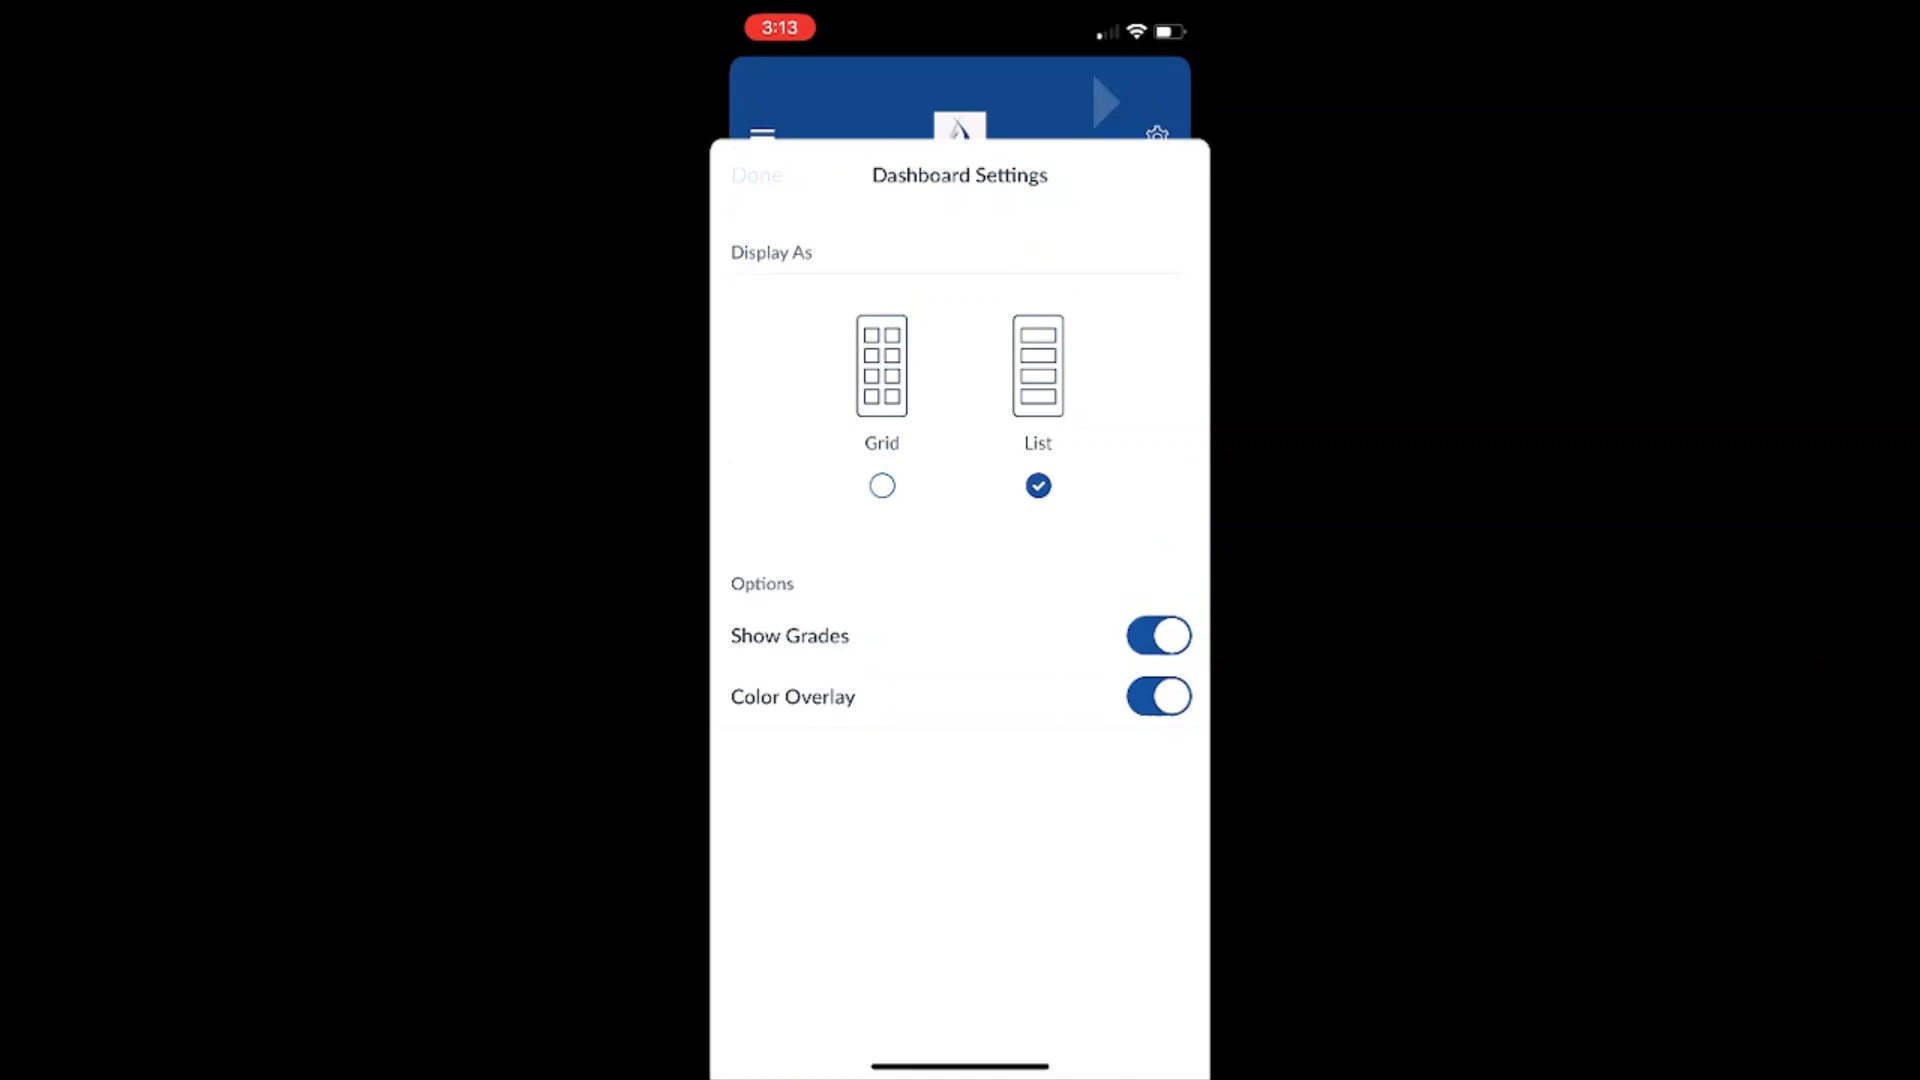 3:13
Done
Dashboard Settings
Display As
Grid
List
Options
Show Grades
Color Overlay